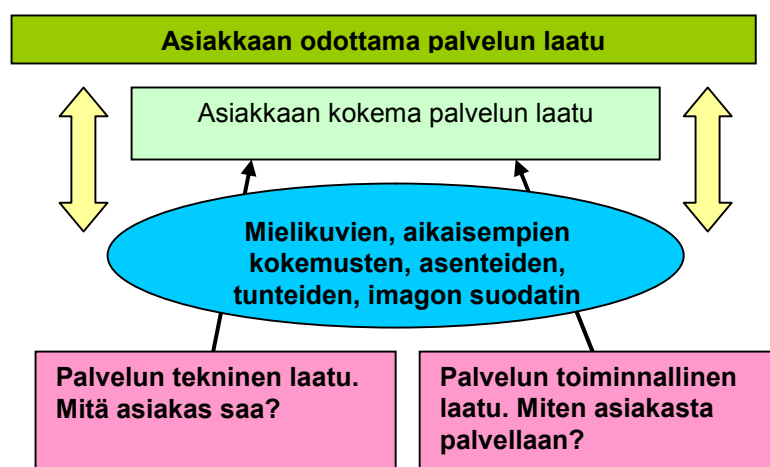 Asiakkaan odottama palvelun laatu
Asiakkaan kokema palvelun laatu
Mielikuvien, aikaisempien
kokemusten, asenteiden,
tunteiden, imagon suodatin
Palvelun tekninen laatu.
Mitä asiakas saa?
Palvelun toiminnallinen
laatu. Miten asiakasta
palvellaan?